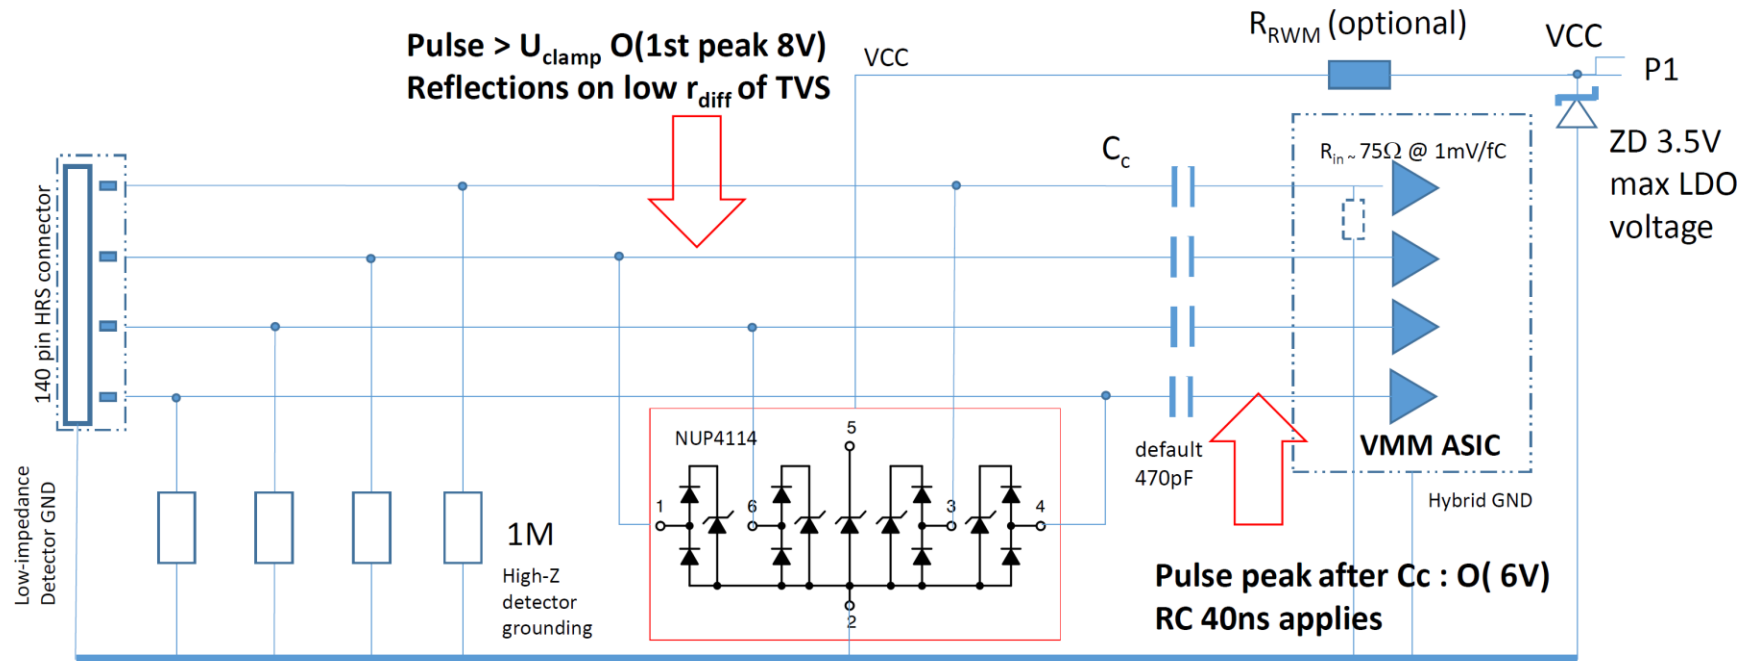 Pulse > Uclamp O(1st peak 8V)
Reflections on low rdiff of TVS
VCC
RRWM (optional)
VCC
P1
ZD 3.5V
max LDO
voltage
Cc
Rin ~ 75Ω @ 1mV/fC
140 pin HRS connector
NUP4114
5
1
6
3
4
2
default
470pF
VMM ASIC
Hybrid GND
Low-impedance
Detector GND
1M
High-Z
detector
grounding
Pulse peak after Cc : O( 6V)
RC 40ns applies